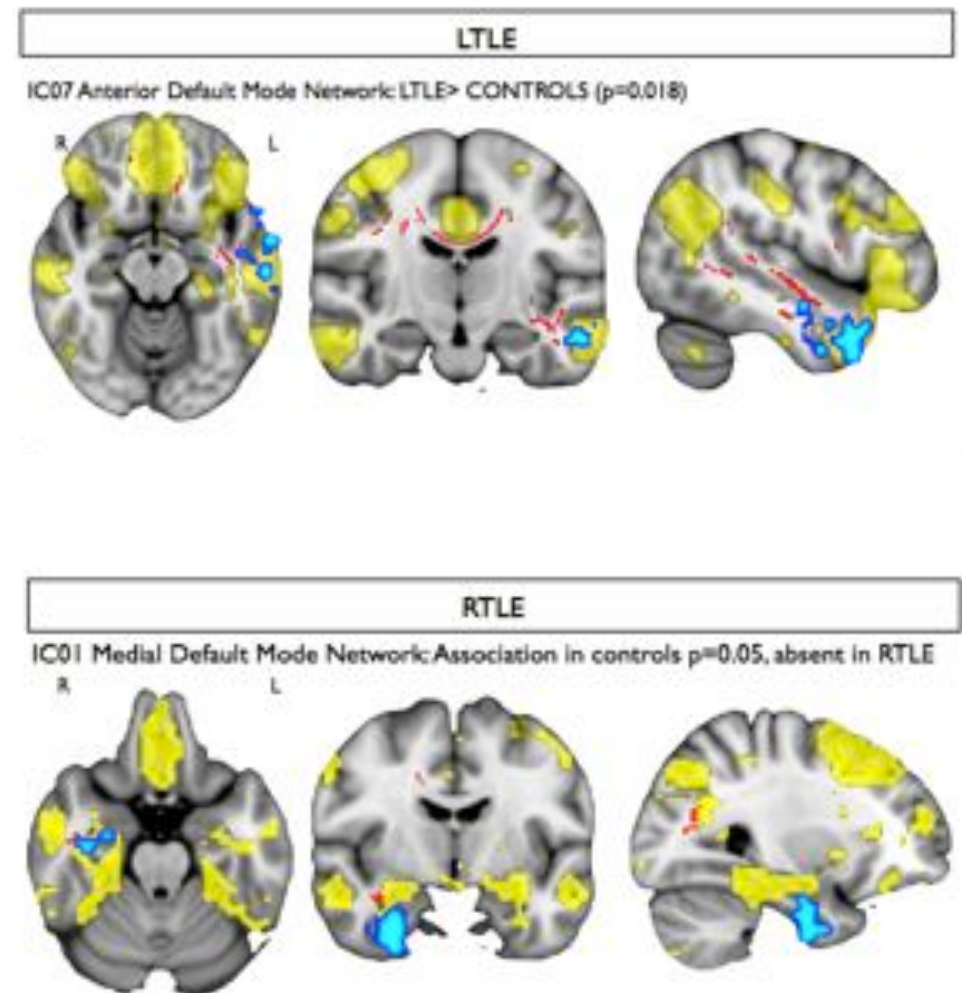 LTLE
IC07 Anterior Default Mode Network: LTLE> CONTROLS (p=0.018)
R L
RTLE
IC01 Medial Default Mode Network: Association in controls p=0.05, absent in RTLE
R L